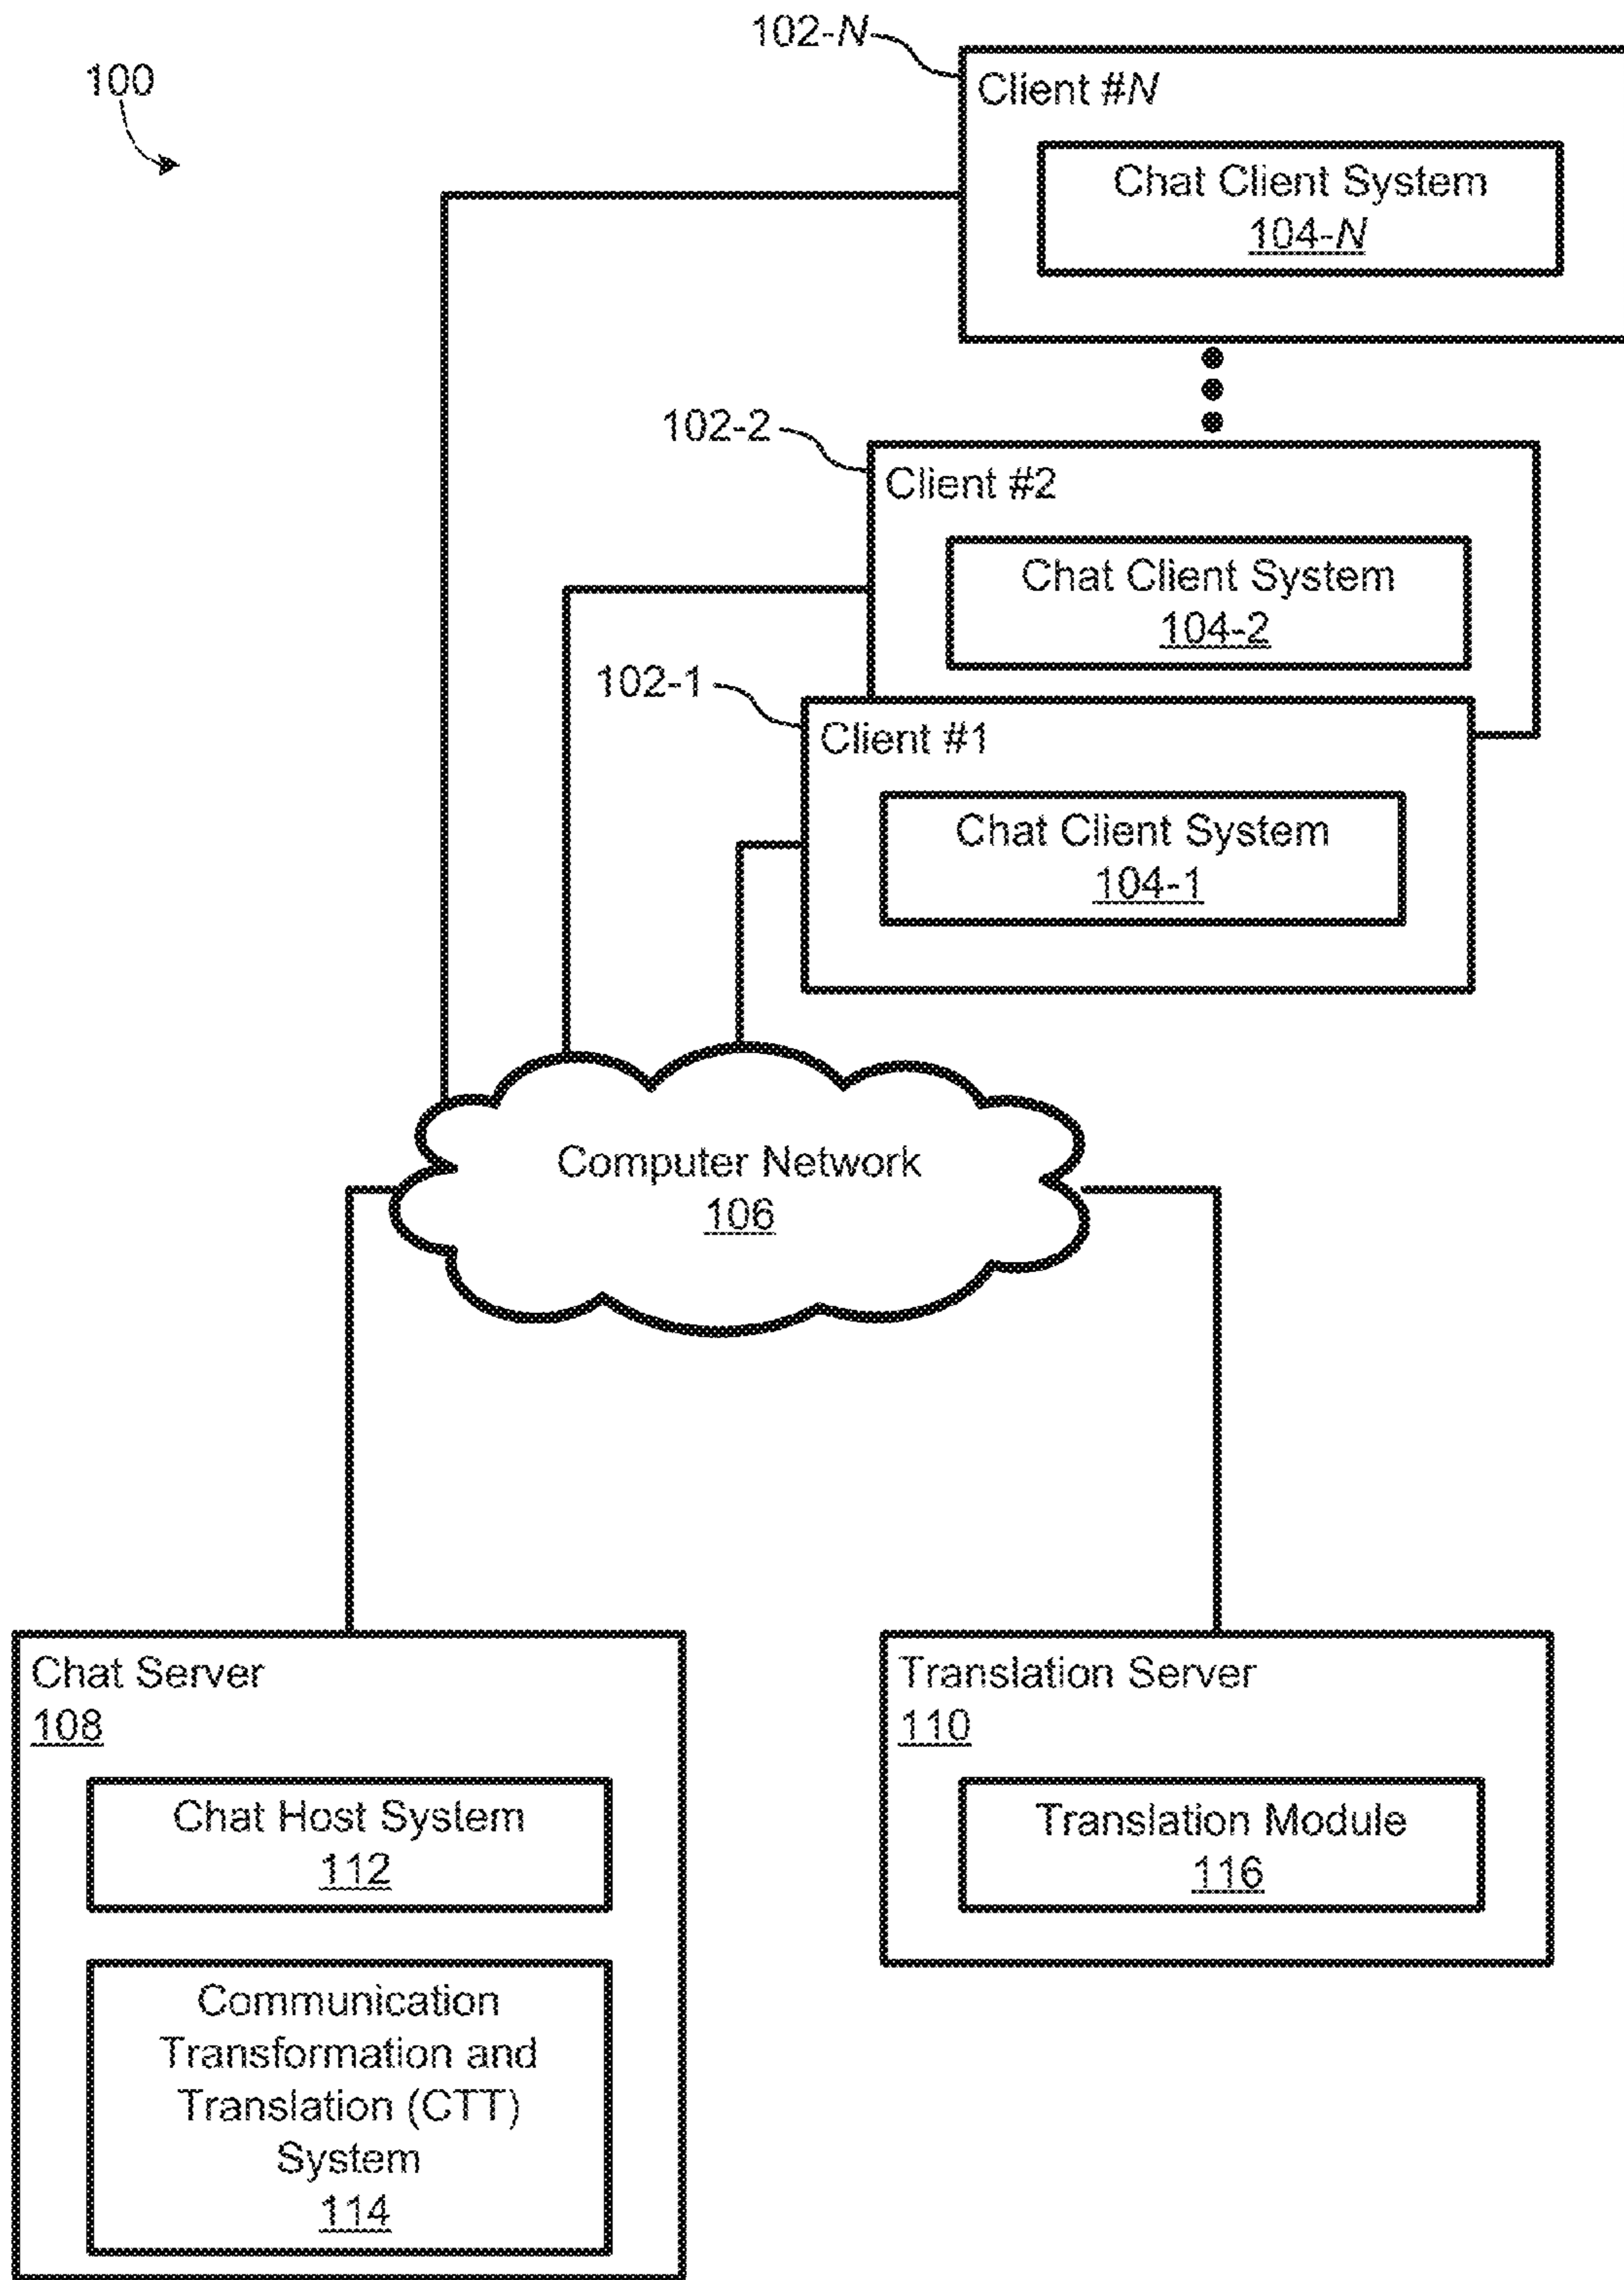 102-N
100
Client #N
Chat Client System
104-N
102-2
Client #2
Chat Client System
104-2
102-1
Client #1
Chat Client System
104-1
Computer Network
106
Chat Server
108
Chat Host System
112
Communication
Transformation and
Translation (CTT)
System
114
Translation Server
110
Translation Module
116